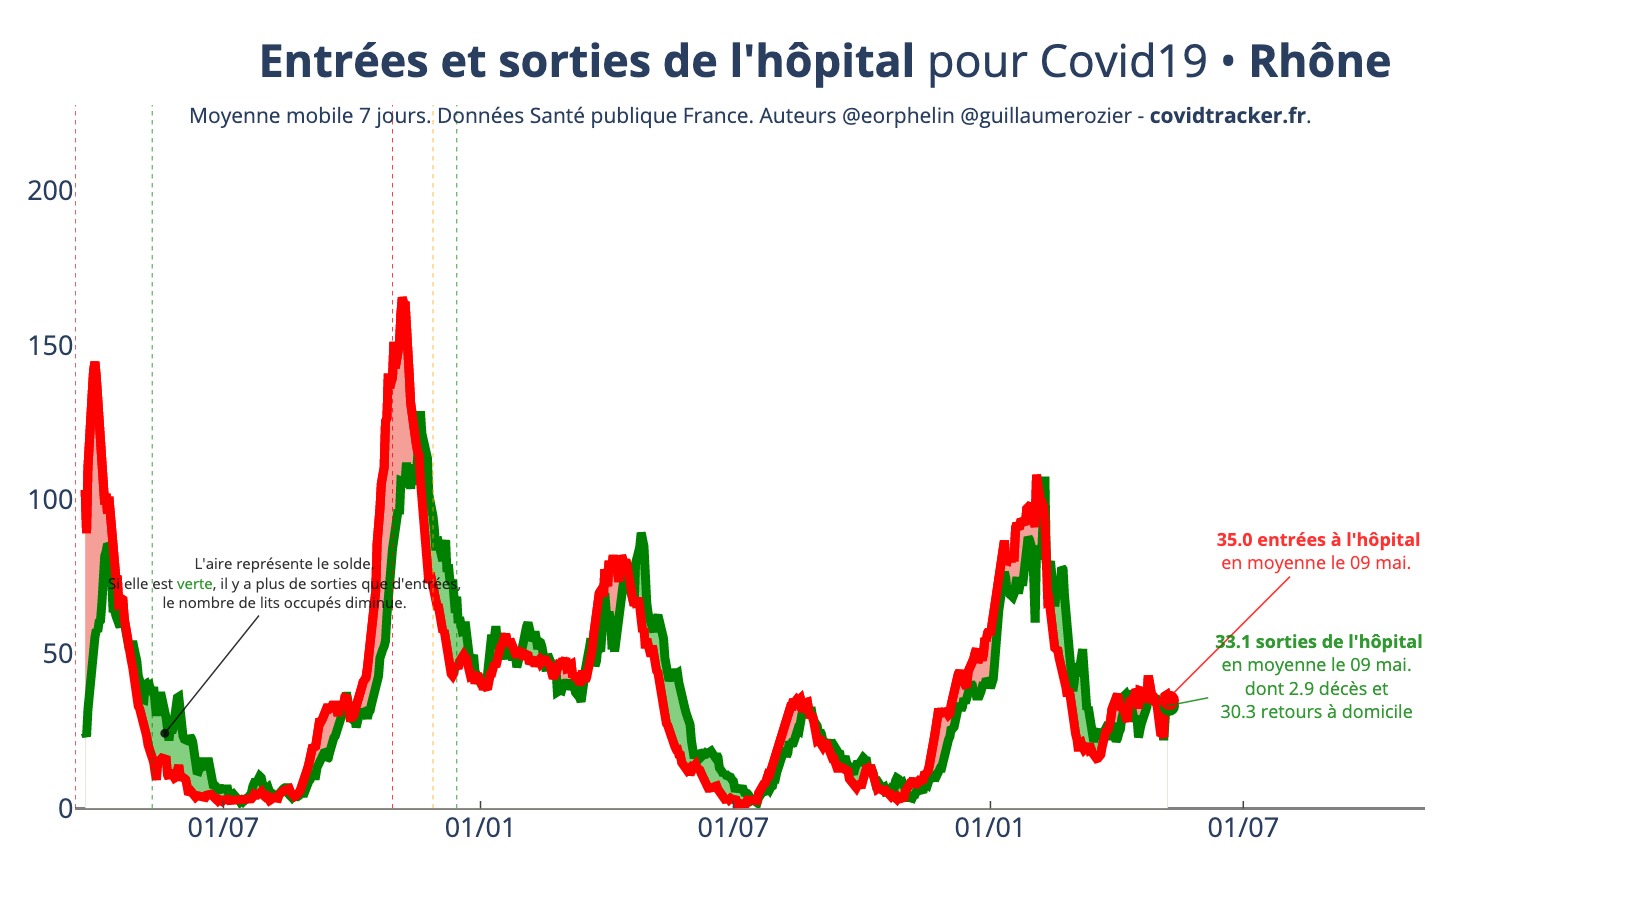 Entrées et sorties de l'hôpital pour Covid19 • Rhône
Moyenne mobile 7 jours. Données Santé publique France. Auteurs @eorphelin @guillaumerozier - covidtracker.fr.
200
150
100
50
0
L'aire représente le solde.
Si elle est verte, il y a plus de sorties que d'entrées,
le nombre de lits occupés diminue.
35.0 entrées à l'hôpital
en moyenne le 09 mai.
33.1 sorties de l'hôpital
en moyenne le 09 mai.
dont 2.9 décès et
30.3 retours à domicile
01/07
01/01
01/07
01/01
01/07